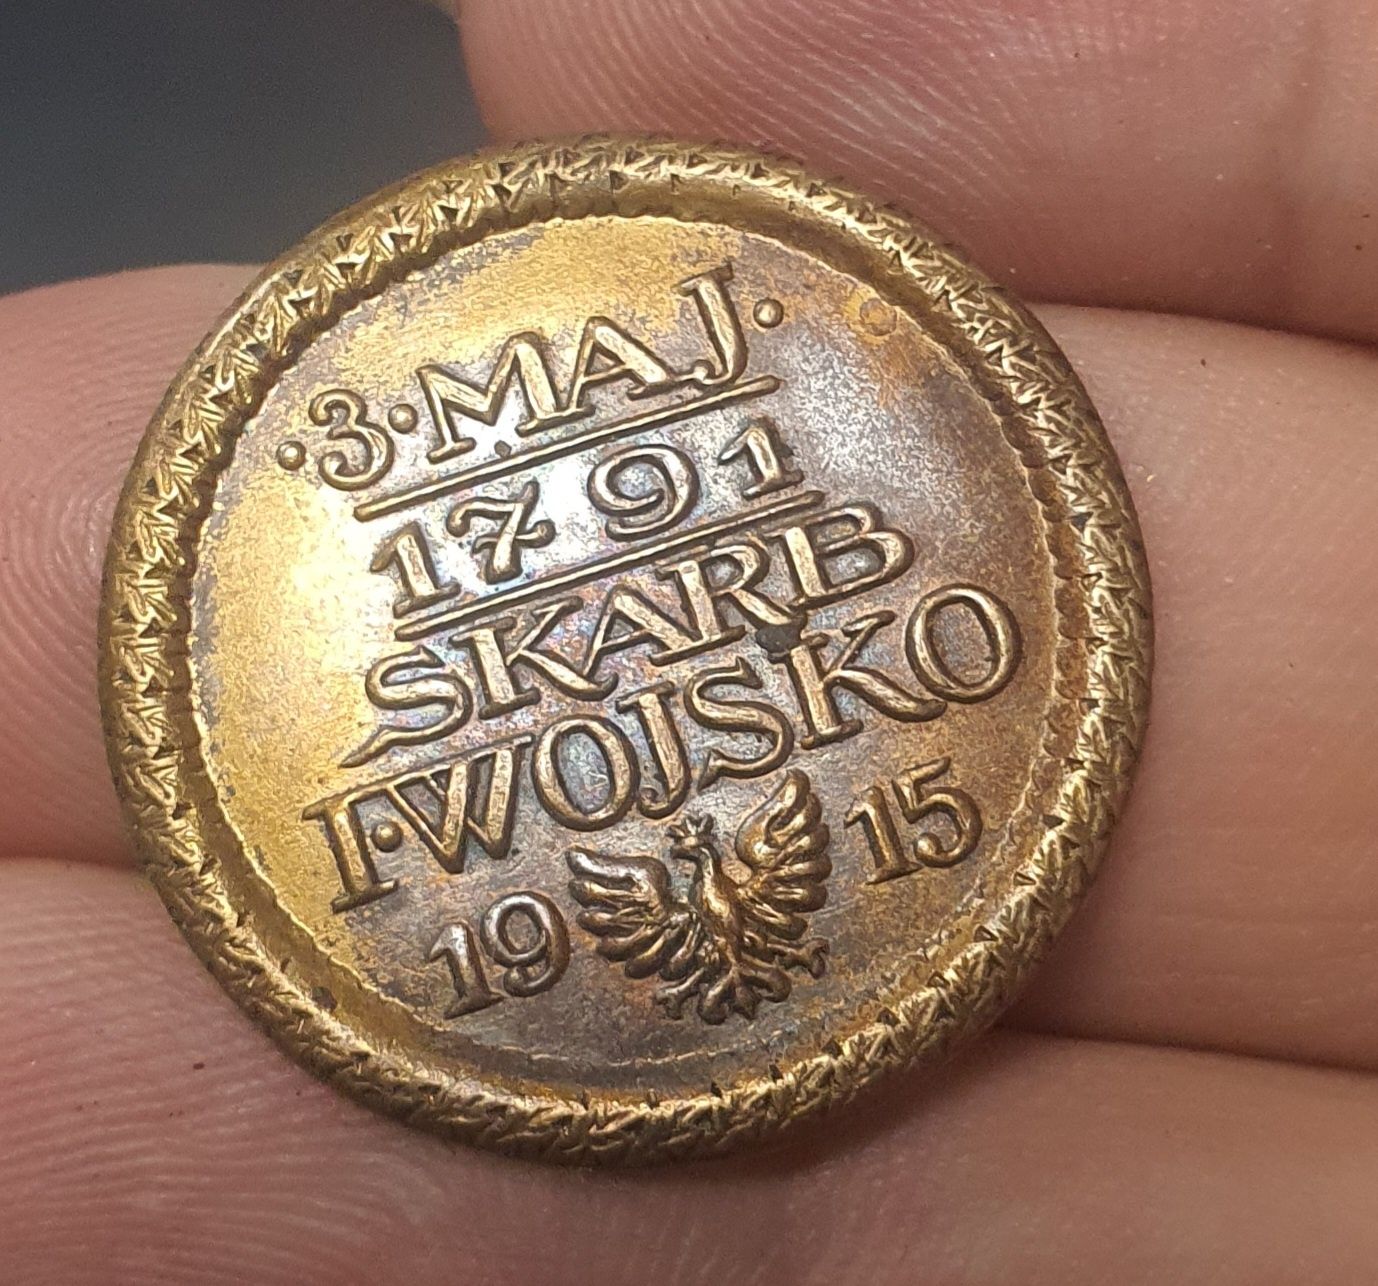 ·3·MAJ·
1791
SKARB
I·WOJSKO
19 15